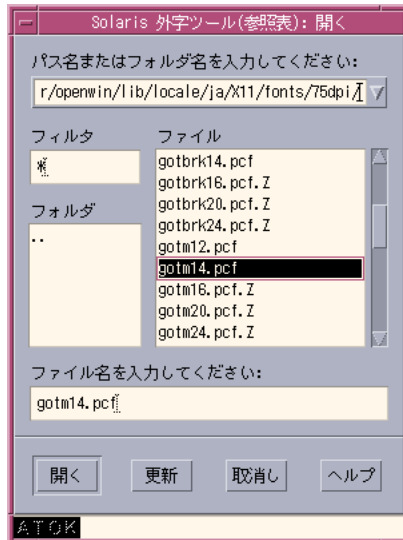 Solaris 外字ツール(参照表): 開く
パス名またはフォルダ名を入力してください:
r/openwin/lib/locale/ja/X11/fonts/75dpi/
フィルタ
*
フォルダ
..
ファイル
gotbrk14.pcf
gotbrk16.pcf.Z
gotbrk20.pcf.Z
gotbrk24.pcf.Z
gotm12.pcf
gotm14.pcf
gotm16.pcf.Z
gotm20.pcf.Z
gotm24.pcf.Z
ファイル名を入力してください:
gotm14.pcf
開く 更新 取消し ヘルプ
ATOK